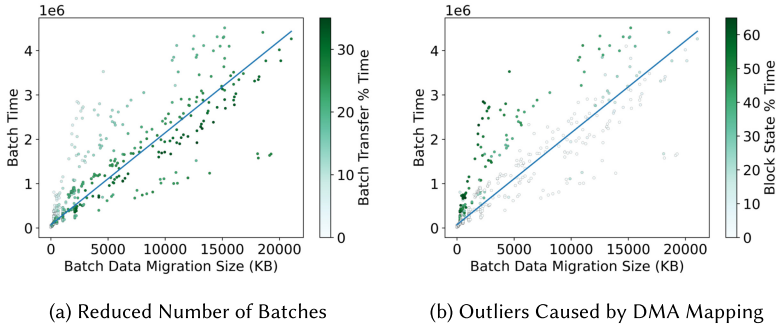 1e6
4
3
2
1
0
Batch Time
0 5000 10000 15000 20000
Batch Data Migration Size (KB)
30
20
10
0
Batch Transfer % Time
(a) Reduced Number of Batches
1e6
4
3
2
1
0
Batch Time
0 5000 10000 15000 20000
Batch Data Migration Size (KB)
60
50
40
30
20
10
0
Block State % Time
(b) Outliers Caused by DMA Mapping